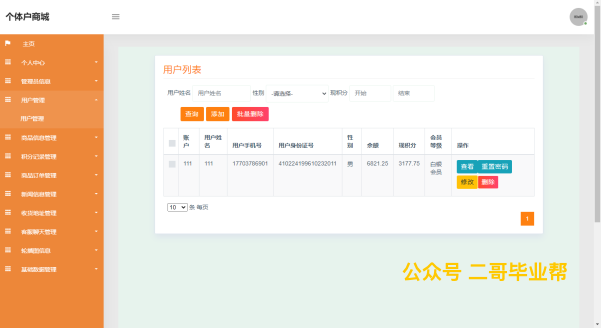 个体户商城
主页
个人中心
管理员信息
用户管理
用户管理
商品信息管理
积分记录管理
商品订单管理
新闻信息管理
收货地址管理
客服聊天管理
轮播图信息
基础数据管理
用户列表
用户姓名 用户姓名 性别 -请选择- 现积分 开始 结束
查询 添加 批量删除
账户 用户姓名 用户手机号 用户身份证号 性别 余额 现积分 会员等级 操作
111 111 17703786901 410224199610232011 男 6821.25 3177.75 白银会员 查看 重置密码
修改 删除
10 条 每页
1
公众号 二哥毕业帮